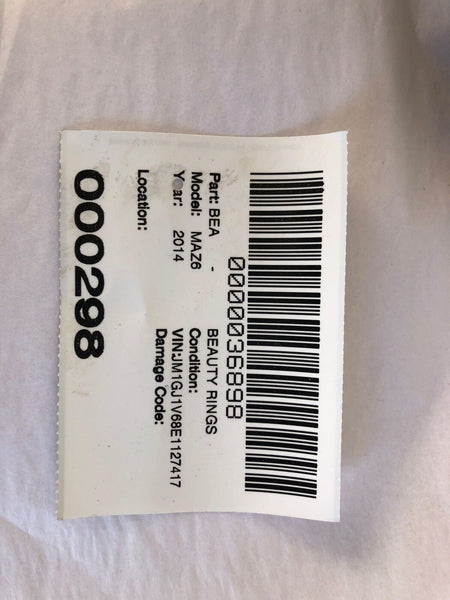 0000036898
Part: BEA - BEAUTY RINGS
Model: MAZ6 Condition:
Year: 2014 VIN:JM1GJ1V68E1127417
Damage Code:
Location:
000298